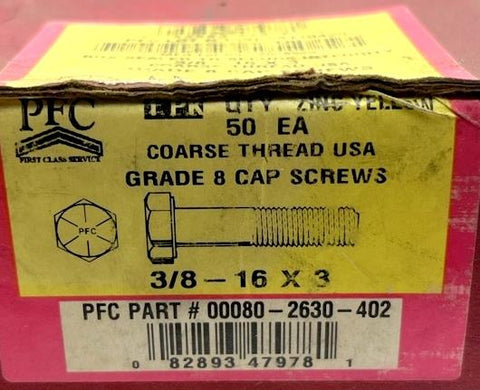 PFC
FIRST CLASS SERVICE
QTY. ZINC YELLOW
50 EA
COARSE THREAD USA
GRADE 8 CAP SCREWS
PFC
3/8-16 X 3
PFC PART # 00080-2630-402
0 82893 47978 1